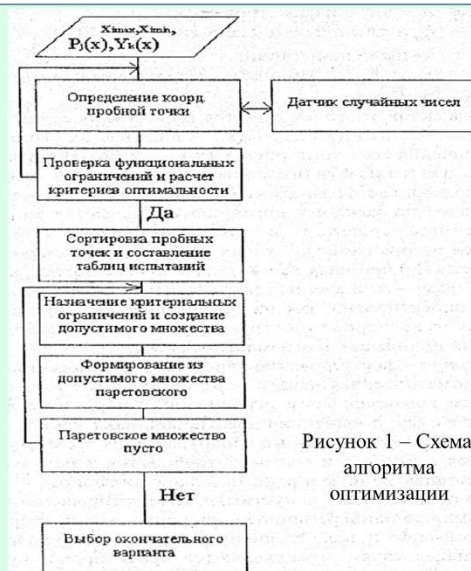 Ximax,Ximin,
Pj(x),Yk(x)
Определение коорд.
пробной точки
Датчик случайных чисел
Проверка функциональных
ограничений и расчет
критериев оптимальности
Да
Сортировка пробных
точек и составление
таблиц испытаний
Назначение критериальных
ограничений к создание
допустимого множества
Формирование из
допустимого множества
паретовского
Паретовское множество
пусто
Рисунок 1 – Схема
алгоритма
оптимизации
Нет
Выбор окончательного
варианта